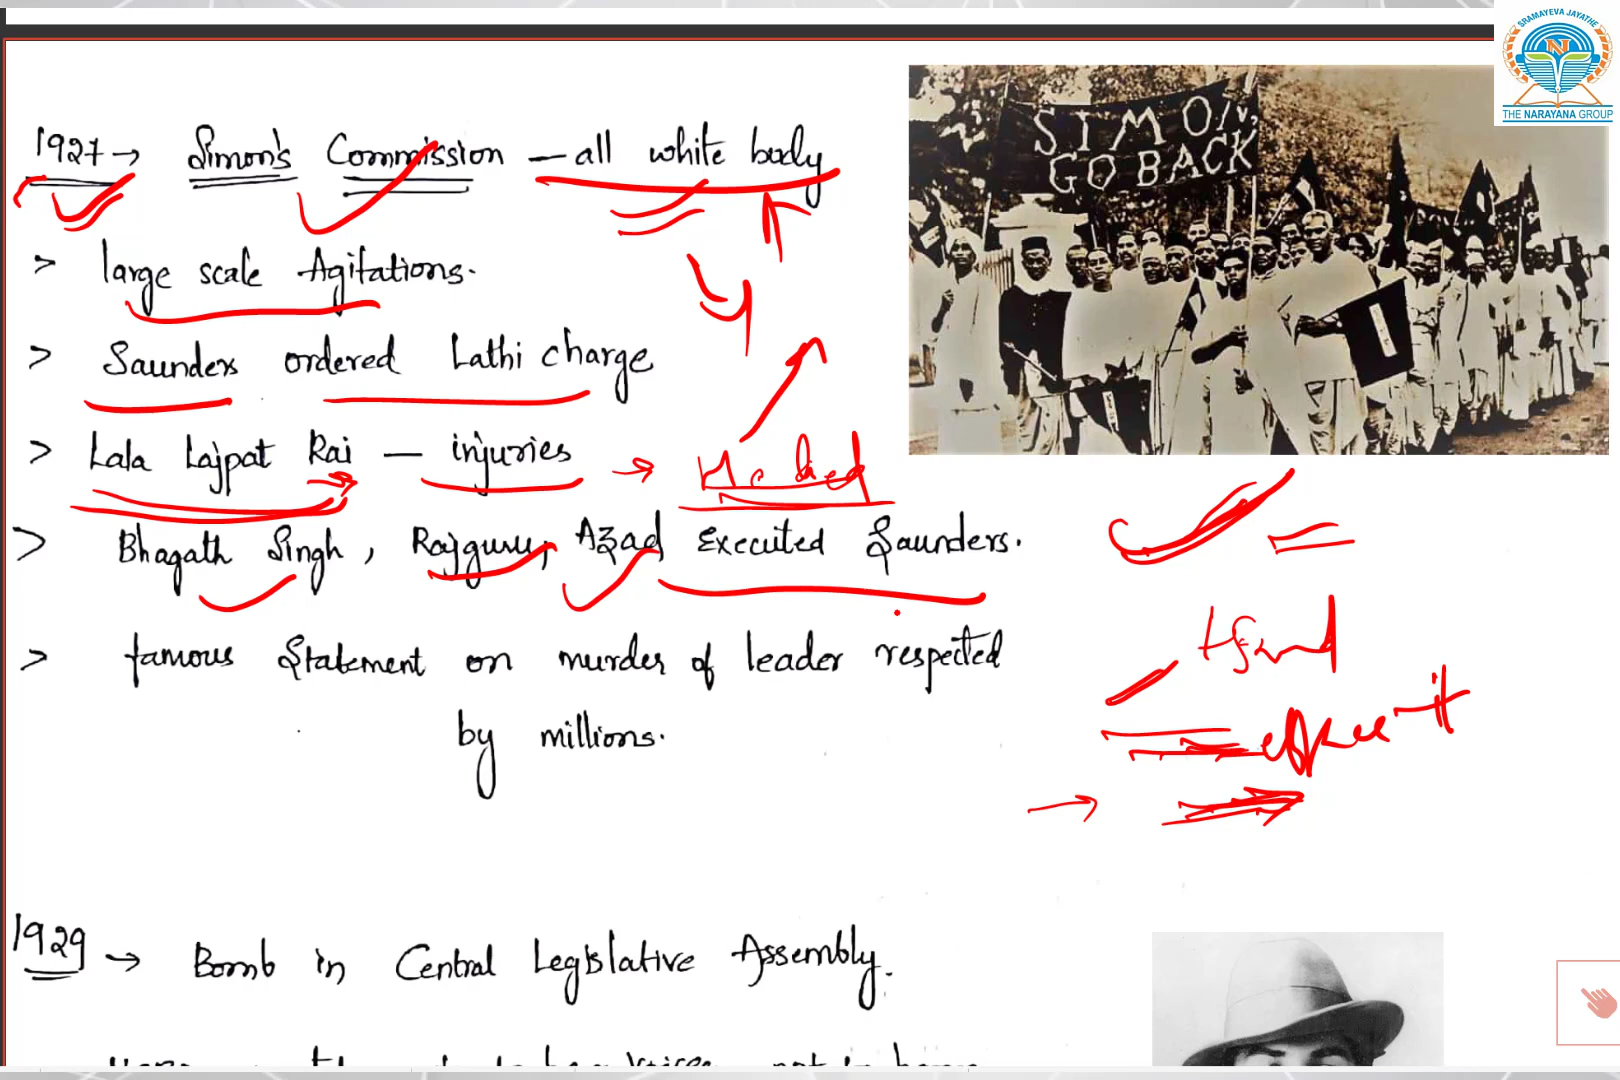 SRAMAYEVA JAYATHE
N
THE NARAYANA GROUP
SIMON,
GO BACK
1927 → Simon's Commission — all white body
> large scale Agitations.
> Saunders ordered Lathi charge
> Lala Lajpat Rai — injuries → He died
> Bhagath Singh, Rajguru, Azad Executed Saunders.
> famous Statement on murder of leader respected
by millions.
1929 → Bomb in Central Legislative Assembly.